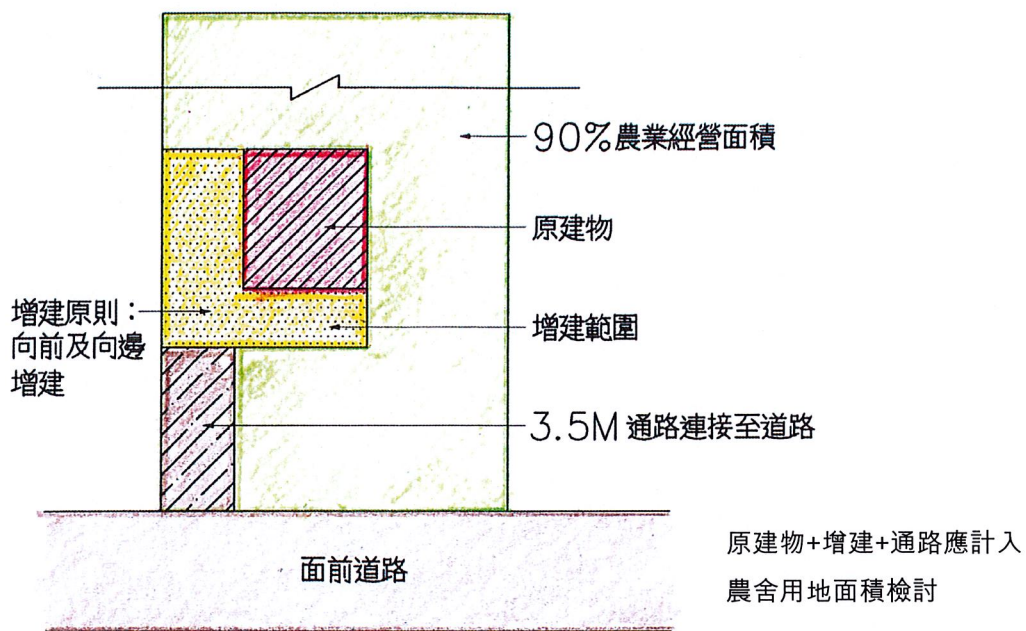 90%農業經營面積
原建物
增建原則：
向前及向邊
增建
增建範圍
3.5M 通路連接至道路
面前道路
原建物+增建+通路應計入
農舍用地面積檢討